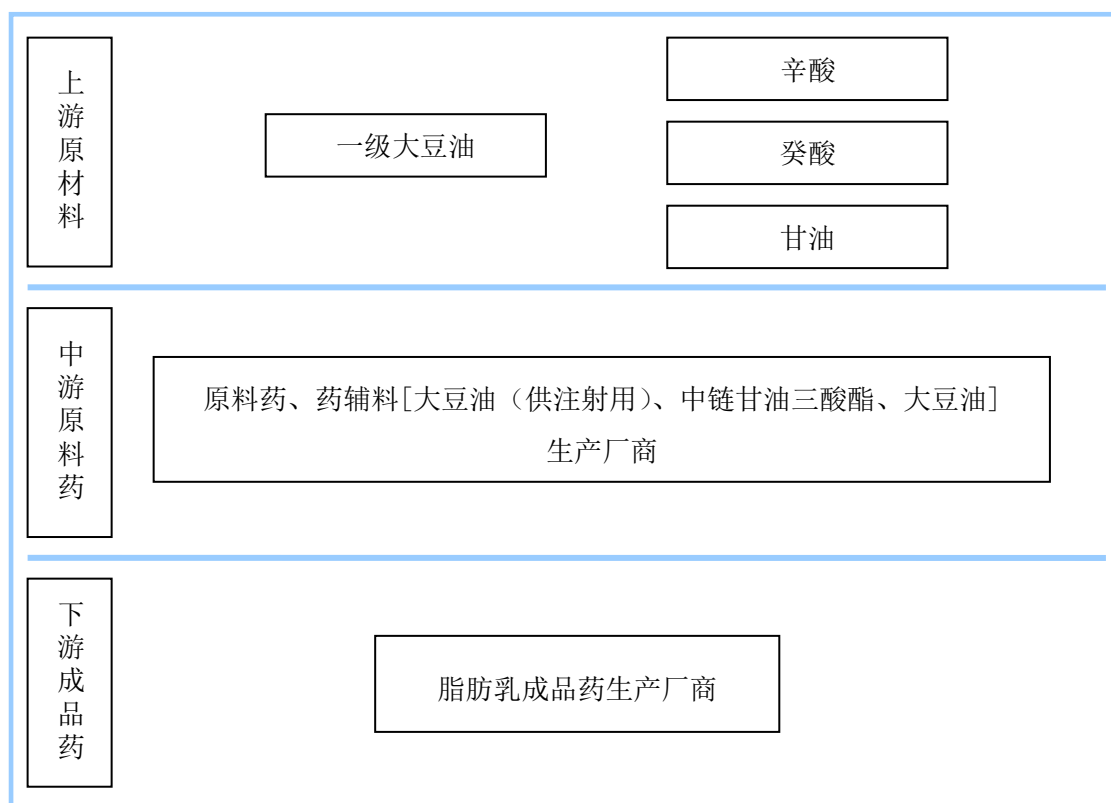 上游原材料
一级大豆油
辛酸
癸酸
甘油
中游原料药
原料药、药辅料[大豆油（供注射用）、中链甘油三酸酯、大豆油]
生产厂商
下游成品药
脂肪乳成品药生产厂商